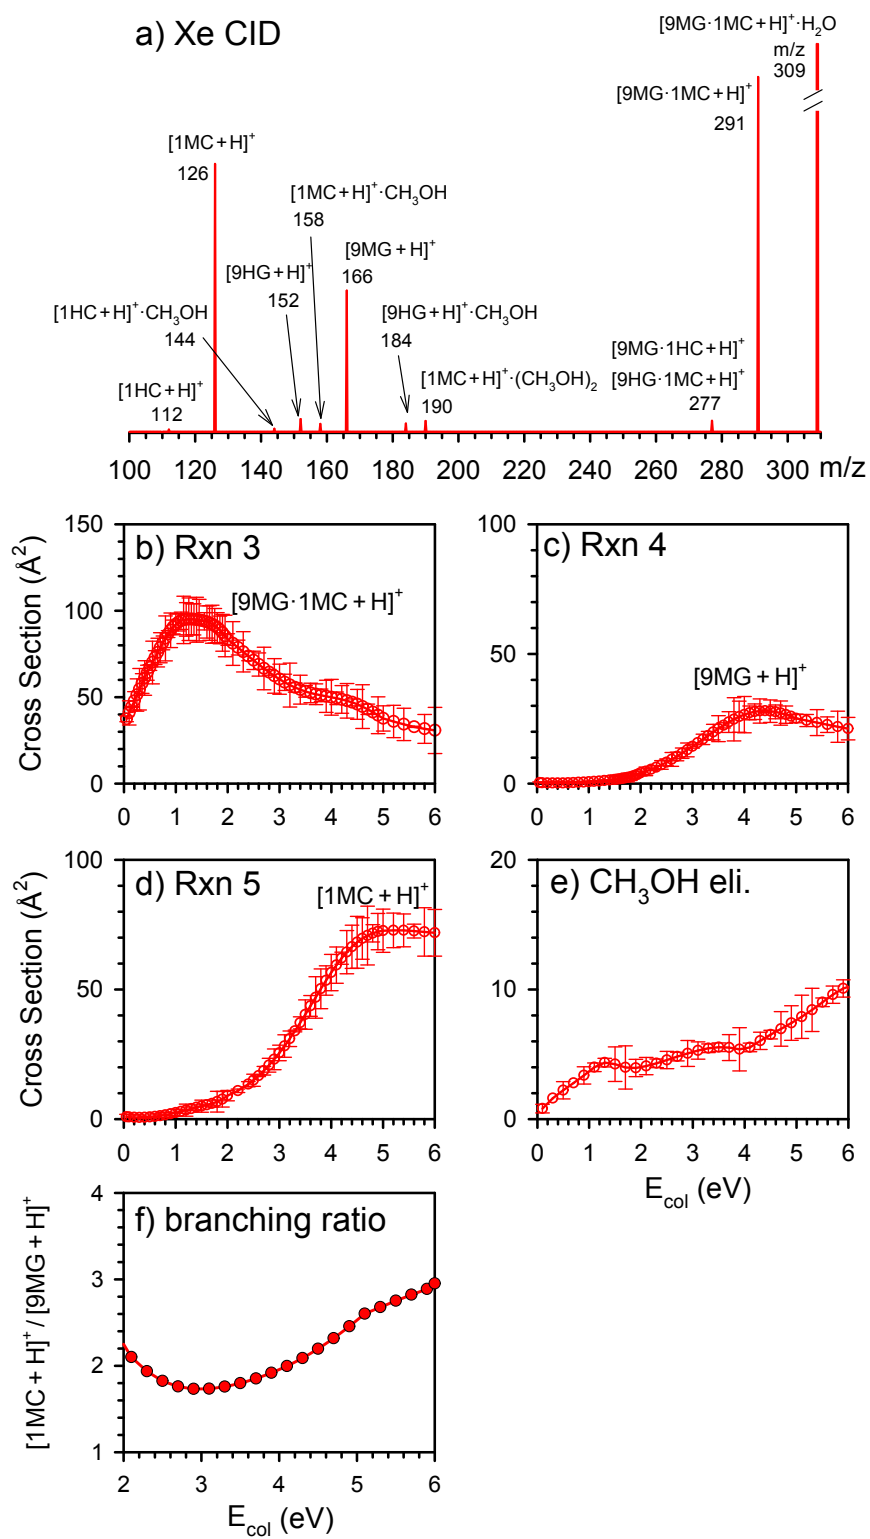 a) Xe CID
[9MG·1MC+H]⁺·H₂O
m/z
309
[9MG·1MC+H]⁺
291
[1MC+H]⁺
126
[1MC+H]⁺·CH₃OH
158
[9HG+H]⁺
152
[9MG+H]⁺
166
[1HC+H]⁺·CH₃OH
144
[9HG+H]⁺·CH₃OH
184
[1HC+H]⁺
112
[1MC+H]⁺·(CH₃OH)₂
190
[9MG·1HC+H]⁺
[9HG·1MC+H]⁺
277
100 120 140 160 180 200 220 240 260 280 300 m/z
b) Rxn 3
[9MG·1MC+H]⁺
Cross Section (Å²)
150
100
50
0
0 1 2 3 4 5 6
c) Rxn 4
[9MG+H]⁺
100
50
0
0 1 2 3 4 5 6
d) Rxn 5
[1MC+H]⁺
Cross Section (Å²)
100
50
0
0 1 2 3 4 5 6
e) CH₃OH eli.
20
10
0
0 1 2 3 4 5 6
E_col (eV)
f) branching ratio
[1MC+H]⁺ / [9MG+H]⁺
4
3
2
1
2 3 4 5 6
E_col (eV)